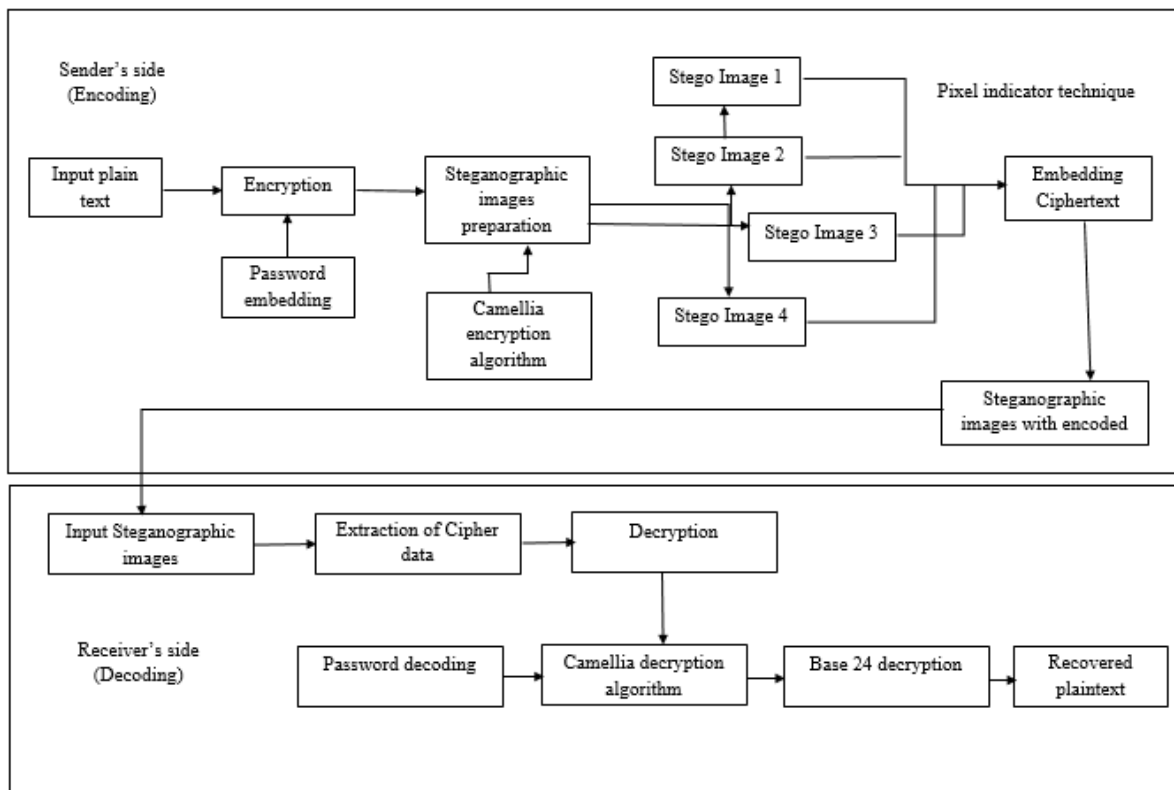 Sender's side
(Encoding)
Stego Image 1
Pixel indicator technique
Input plain
text
Encryption
Steganographic
images
preparation
Stego Image 2
Embedding
Ciphertext
Stego Image 3
Password
embedding
Camellia
encryption
algorithm
Stego Image 4
Steganographic
images with encoded
Input Steganographic
images
Extraction of Cipher
data
Decryption
Receiver's side
(Decoding)
Password decoding
Camellia decryption
algorithm
Base 24 decryption
Recovered
plaintext